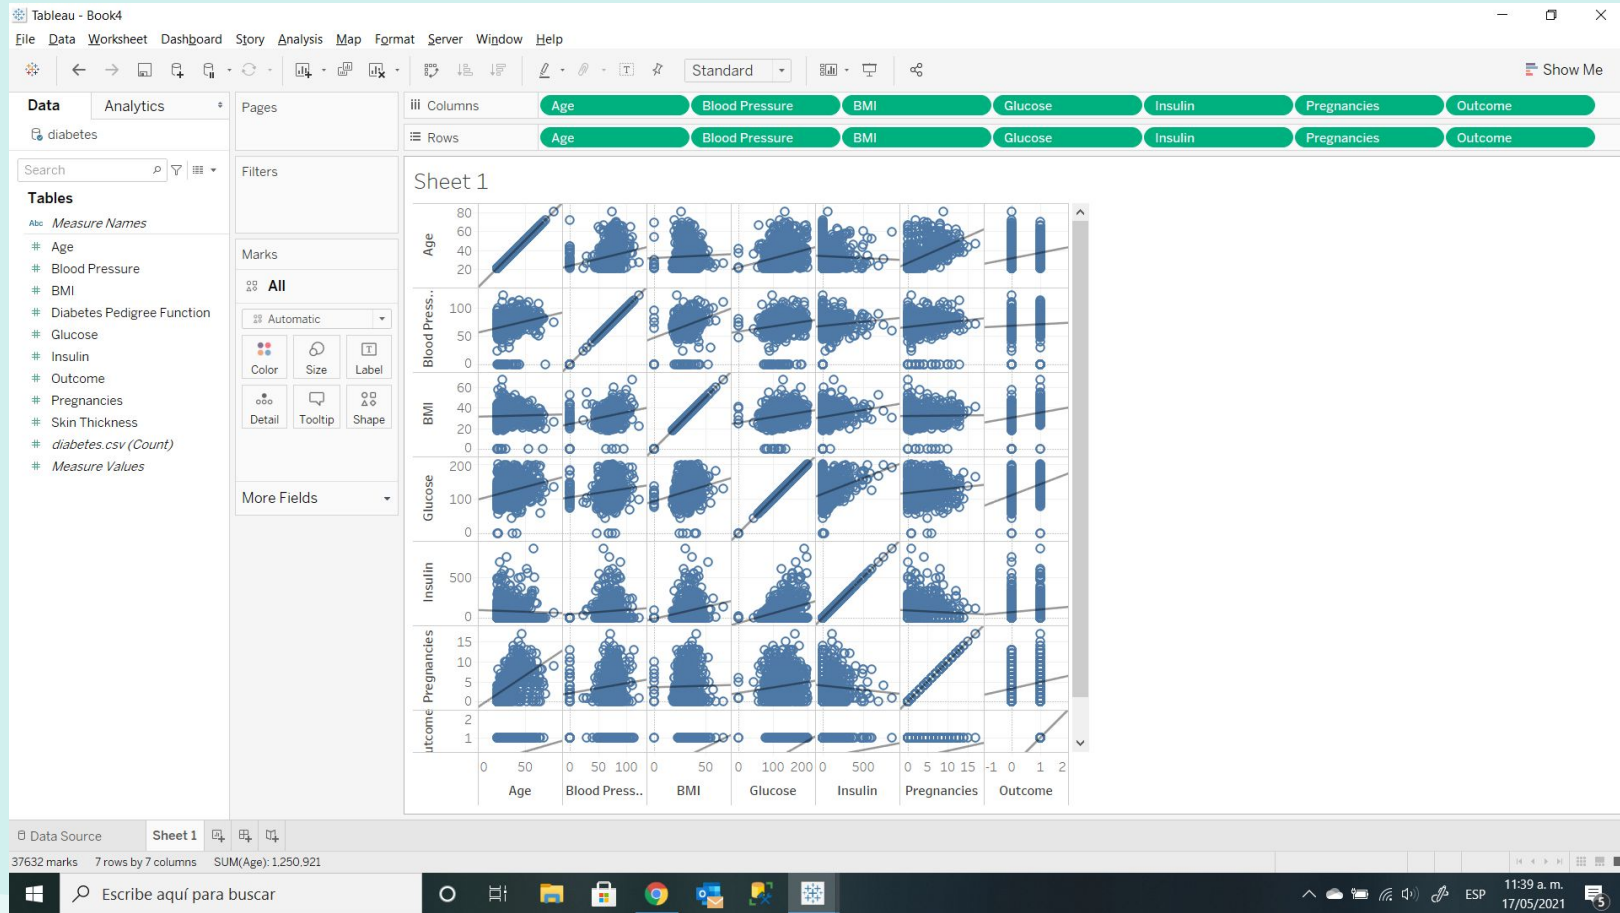 Tableau - Book4
File Data Worksheet Dashboard Story Analysis Map Format Server Window Help
Standard
Show Me
Data Analytics
diabetes
Search
Tables
Abc Measure Names
# Age
# Blood Pressure
# BMI
# Diabetes Pedigree Function
# Glucose
# Insulin
# Outcome
# Pregnancies
# Skin Thickness
# diabetes.csv (Count)
# Measure Values
Pages
Filters
Marks
All
Automatic
Color Size Label
Detail Tooltip Shape
More Fields
Columns Age Blood Pressure BMI Glucose Insulin Pregnancies Outcome
Rows Age Blood Pressure BMI Glucose Insulin Pregnancies Outcome
Sheet 1
Age
80
60
40
20
Blood Press..
100
50
0
BMI
60
40
20
0
Glucose
200
100
0
Insulin
500
0
Pregnancies
15
10
5
0
utcome
2
1
0 50 0 50 100 0 50 0 100 200 0 500 0 5 10 15 -1 0 1 2
Age Blood Press.. BMI Glucose Insulin Pregnancies Outcome
Data Source Sheet 1
37632 marks 7 rows by 7 columns SUM(Age): 1,250,921
Escribe aquí para buscar
ESP
11:39 a. m.
17/05/2021
5